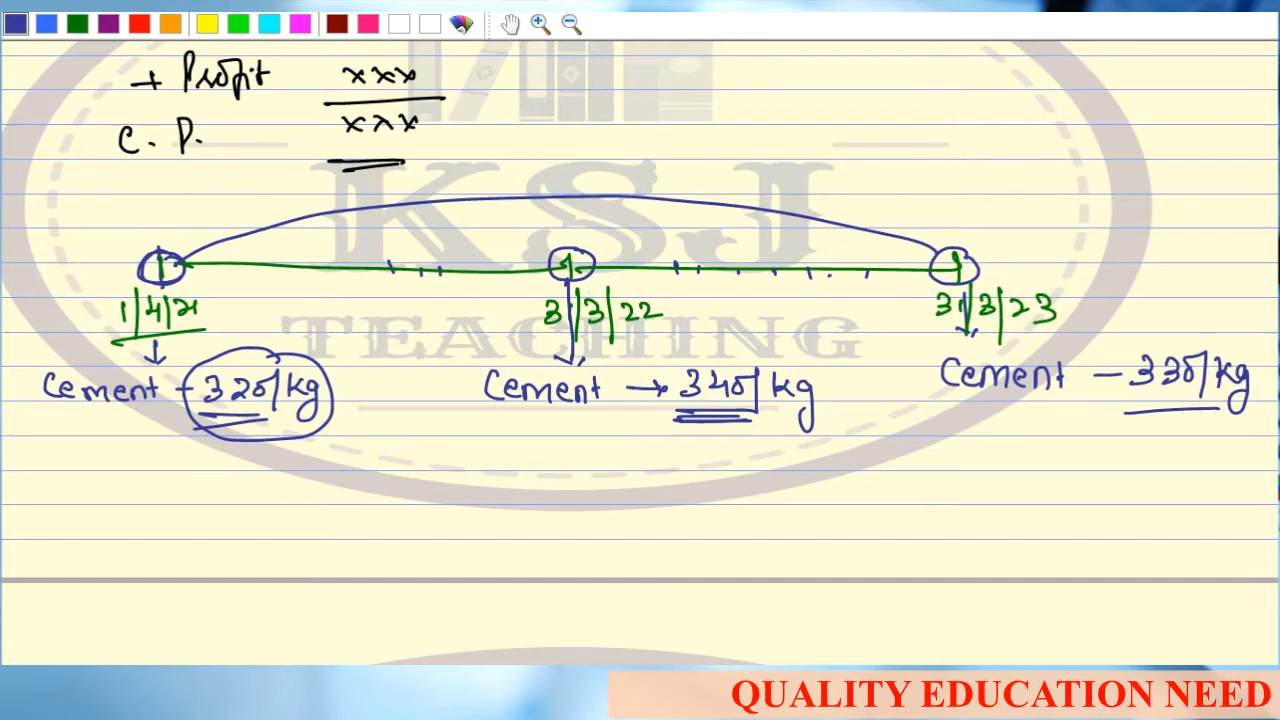 + Profit xxx
C. P. xxx
KSJ
TEACHING
1/4/21 31/3/22 31/3/23
Cement - 320/kg Cement → 340/kg Cement - 330/kg
QUALITY EDUCATION NEED